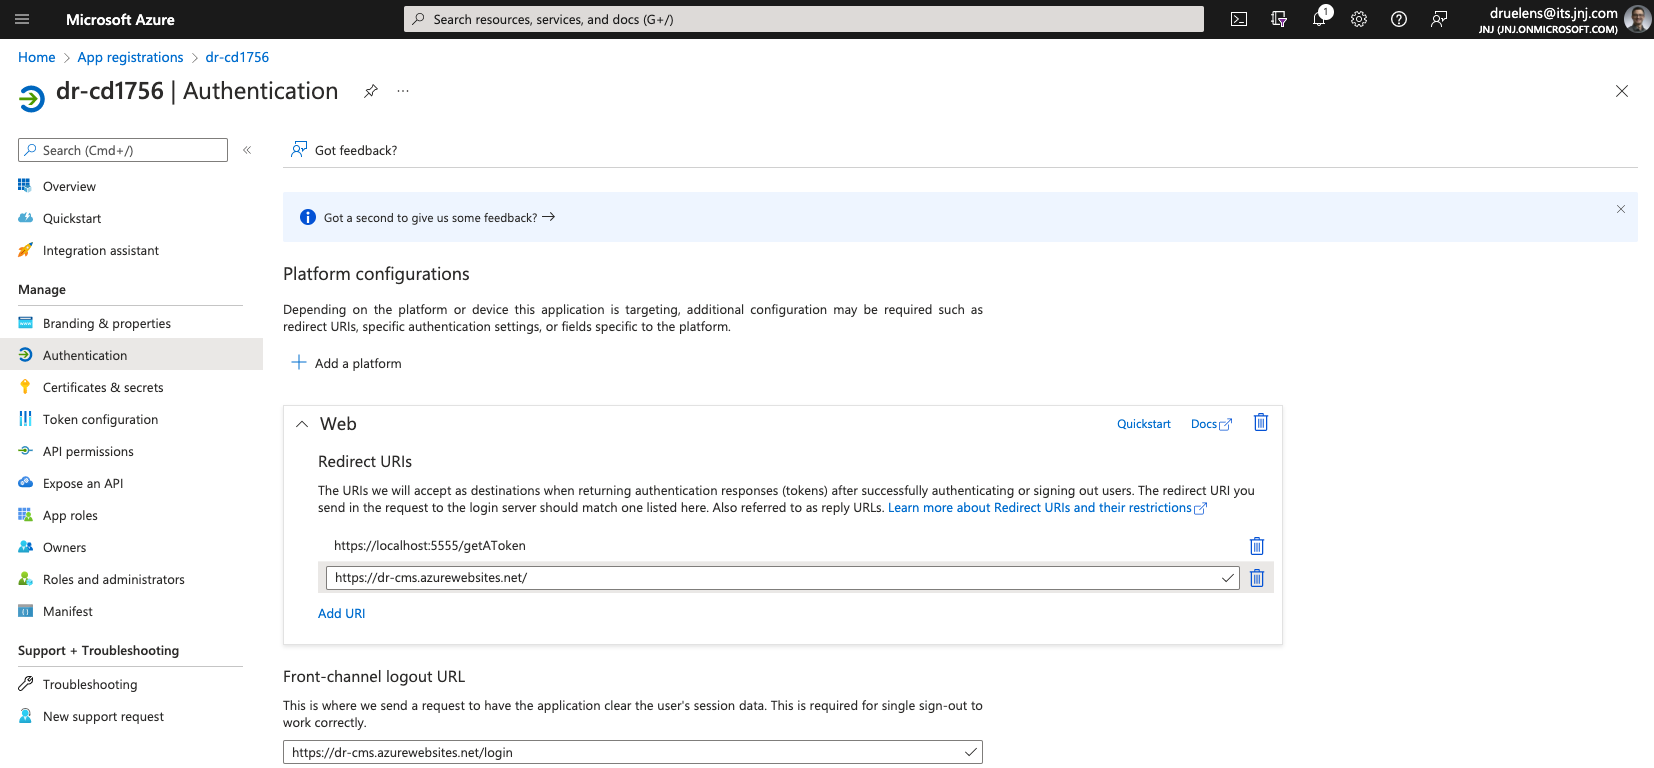 Microsoft Azure
Search resources, services, and docs (G+/)
1
druelens@its.jnj.com
JNJ (JNJ.ONMICROSOFT.COM)
Home > App registrations > dr-cd1756
dr-cd1756 | Authentication
Search (Cmd+/)
«
Got feedback?
Overview
Quickstart
Integration assistant
Manage
Branding & properties
Authentication
Certificates & secrets
Token configuration
API permissions
Expose an API
App roles
Owners
Roles and administrators
Manifest
Support + Troubleshooting
Troubleshooting
New support request
Got a second to give us some feedback? →
Platform configurations
Depending on the platform or device this application is targeting, additional configuration may be required such as
redirect URIs, specific authentication settings, or fields specific to the platform.
+ Add a platform
Web
Quickstart
Docs
Redirect URIs
The URIs we will accept as destinations when returning authentication responses (tokens) after successfully authenticating or signing out users. The redirect URI you
send in the request to the login server should match one listed here. Also referred to as reply URLs. Learn more about Redirect URIs and their restrictions
https://localhost:5555/getAToken
https://dr-cms.azurewebsites.net/
Add URI
Front-channel logout URL
This is where we send a request to have the application clear the user's session data. This is required for single sign-out to
work correctly.
https://dr-cms.azurewebsites.net/login